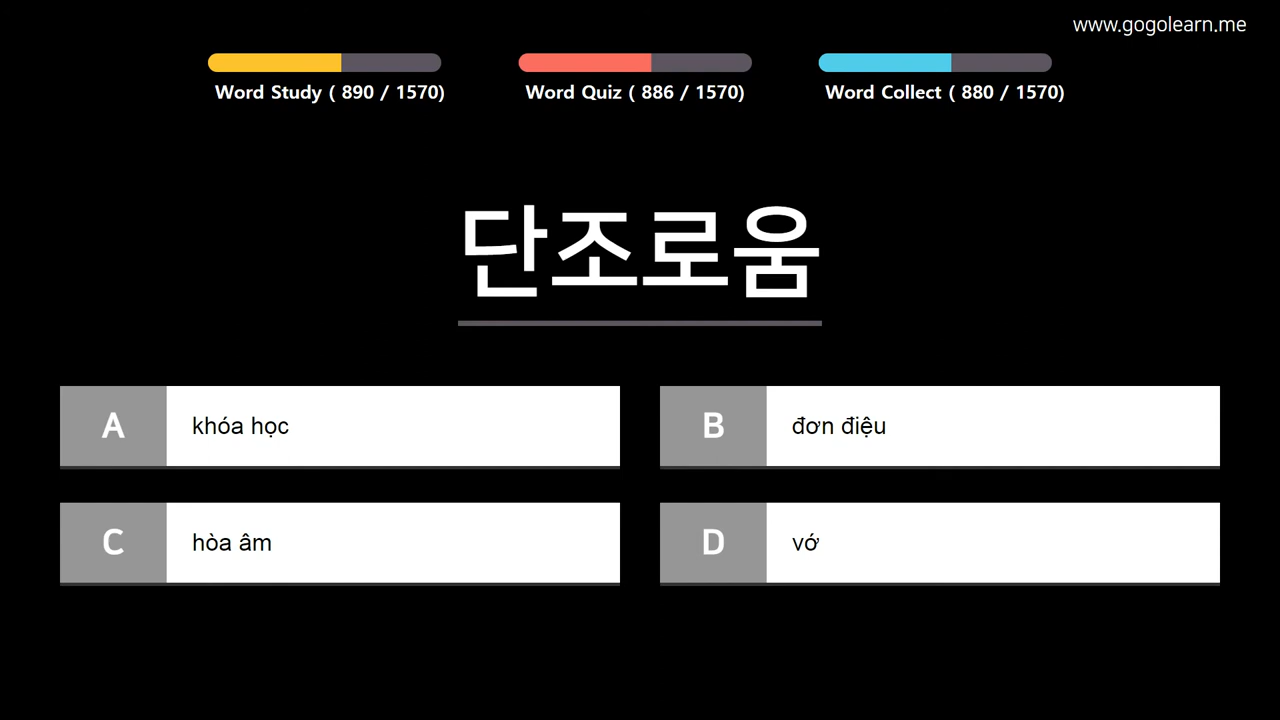 www.gogolearn.me
Word Study ( 890 / 1570)
Word Quiz ( 886 / 1570)
Word Collect ( 880 / 1570)
단조로움
A khóa học
B đơn điệu
C hòa âm
D vớ